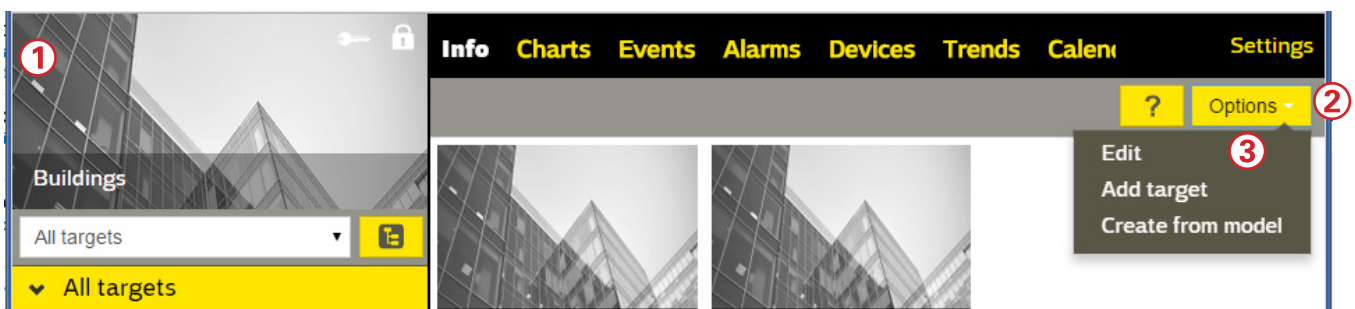 1
Info Charts Events Alarms Devices Trends Calen Settings
? Options 2
Edit 3
Add target
Create from model
Buildings
All targets
All targets